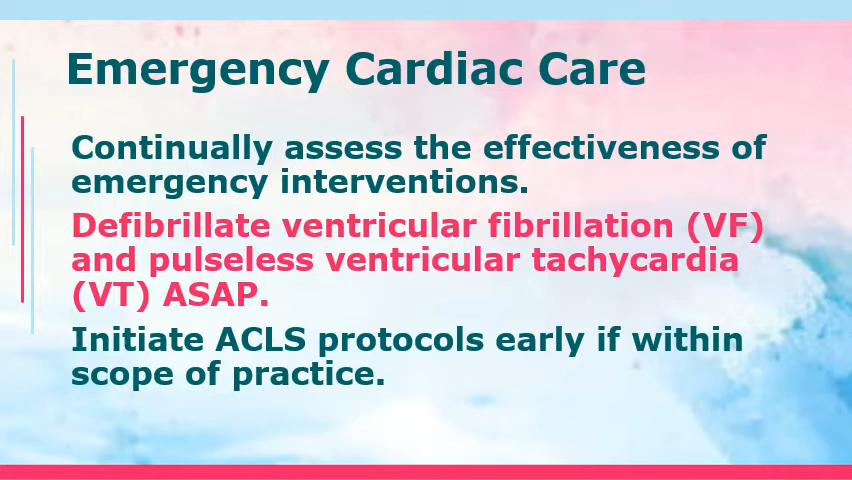 Emergency Cardiac Care
Continually assess the effectiveness of
emergency interventions.
Defibrillate ventricular fibrillation (VF)
and pulseless ventricular tachycardia
(VT) ASAP.
Initiate ACLS protocols early if within
scope of practice.